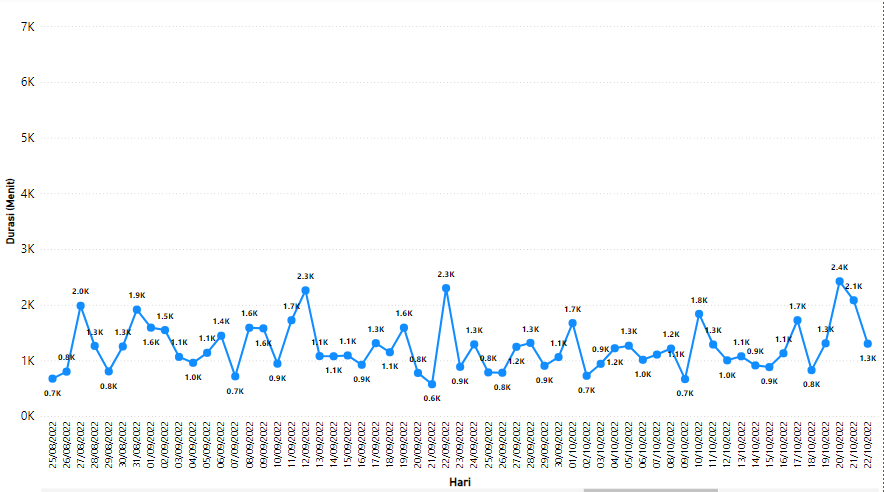 7K
6K
5K
4K
3K
2K
1K
0K
Durasi (Menit)
0.7K
0.8K
2.0K
1.3K
0.8K
1.3K
1.9K
1.6K
1.5K
1.1K
1.0K
1.1K
1.4K
0.7K
1.6K
1.6K
0.9K
1.7K
2.3K
1.1K
1.1K
1.1K
0.9K
1.3K
1.1K
1.6K
0.8K
0.6K
2.3K
0.9K
1.3K
0.8K
0.8K
1.2K
1.3K
0.9K
1.1K
1.7K
0.7K
0.9K
1.2K
1.3K
1.0K
1.2K
1.1K
0.7K
1.8K
1.3K
1.0K
1.1K
0.9K
0.9K
1.1K
1.7K
0.8K
1.3K
2.4K
2.1K
1.3K
25/08/2022
26/08/2022
27/08/2022
28/08/2022
29/08/2022
30/08/2022
31/08/2022
01/09/2022
02/09/2022
03/09/2022
04/09/2022
05/09/2022
06/09/2022
07/09/2022
08/09/2022
09/09/2022
10/09/2022
11/09/2022
12/09/2022
13/09/2022
14/09/2022
15/09/2022
16/09/2022
17/09/2022
18/09/2022
19/09/2022
20/09/2022
21/09/2022
22/09/2022
23/09/2022
24/09/2022
25/09/2022
26/09/2022
27/09/2022
28/09/2022
29/09/2022
30/09/2022
01/10/2022
02/10/2022
03/10/2022
04/10/2022
05/10/2022
06/10/2022
07/10/2022
08/10/2022
09/10/2022
10/10/2022
11/10/2022
12/10/2022
13/10/2022
14/10/2022
15/10/2022
16/10/2022
17/10/2022
18/10/2022
19/10/2022
20/10/2022
21/10/2022
22/10/2022
Hari